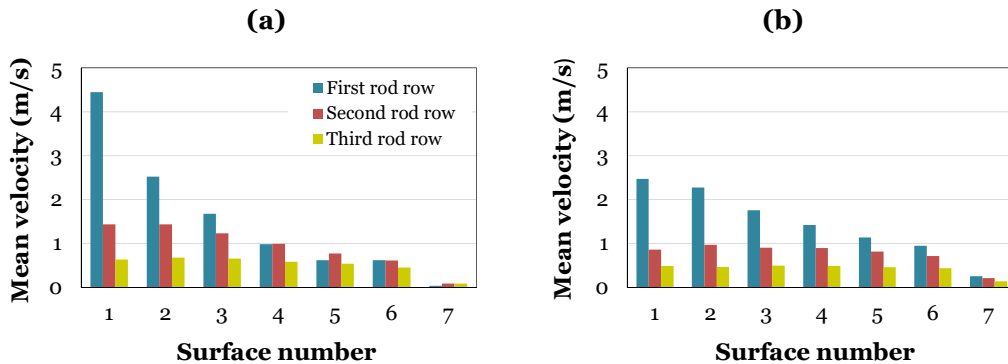 (a)
Mean velocity (m/s)
5
4
3
2
1
0
First rod row
Second rod row
Third rod row
1 2 3 4 5 6 7
Surface number
(b)
Mean velocity (m/s)
5
4
3
2
1
0
1 2 3 4 5 6 7
Surface number